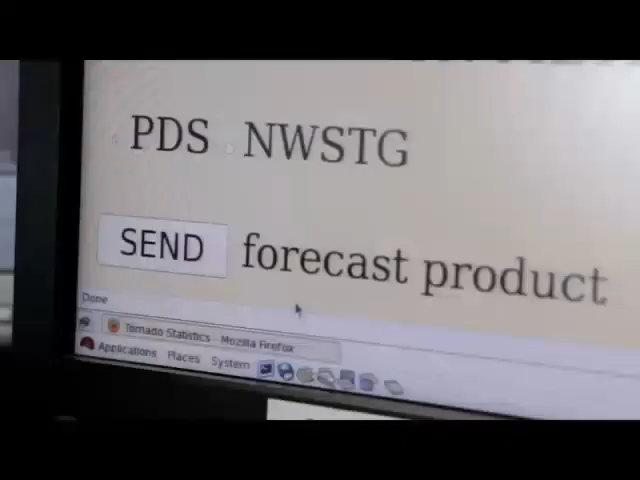 PDS NWSTG
SEND forecast product
Done
Tornado Statistics - Mozilla Firefox
Applications Places System